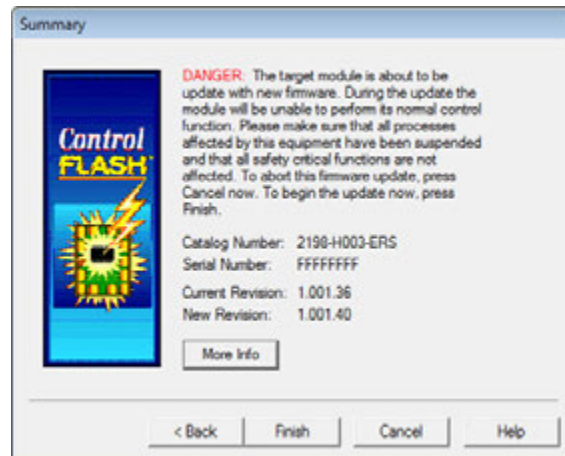 Summary
DANGER: The target module is about to be
update with new firmware. During the update the
module will be unable to perform its normal control
function. Please make sure that all processes
affected by this equipment have been suspended
and that all safety critical functions are not
affected. To abort this firmware update, press
Cancel now. To begin the update now, press
Finish.
Control
FLASH
Catalog Number: 2198-H003-ERS
Serial Number: FFFFFFFF
Current Revision: 1.001.36
New Revision: 1.001.40
More Info
< Back
Finish
Cancel
Help